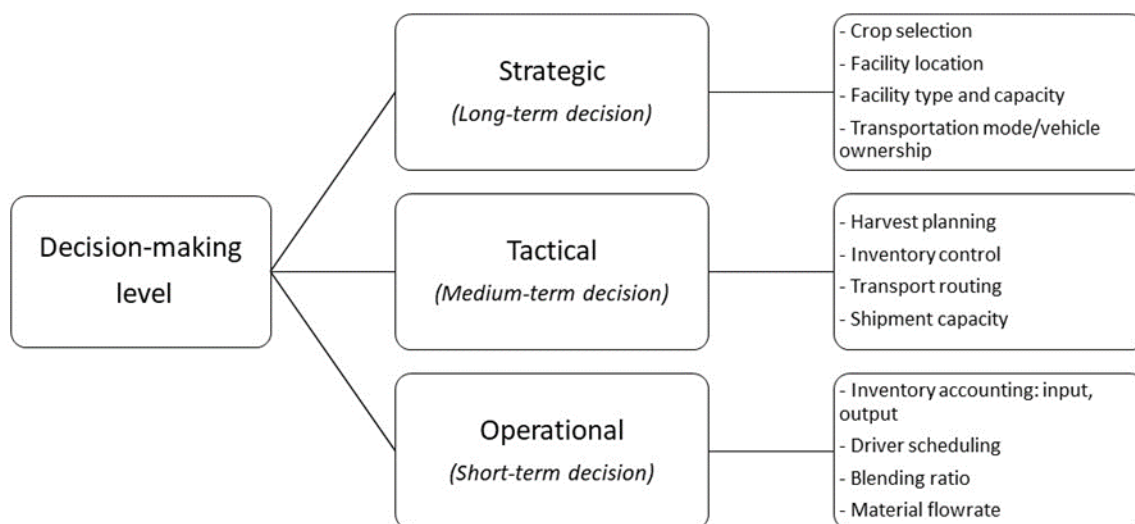 Decision-making
level
Strategic
(Long-term decision)
- Crop selection
- Facility location
- Facility type and capacity
- Transportation mode/vehicle
ownership
Tactical
(Medium-term decision)
- Harvest planning
- Inventory control
- Transport routing
- Shipment capacity
Operational
(Short-term decision)
- Inventory accounting: input,
output
- Driver scheduling
- Blending ratio
- Material flowrate